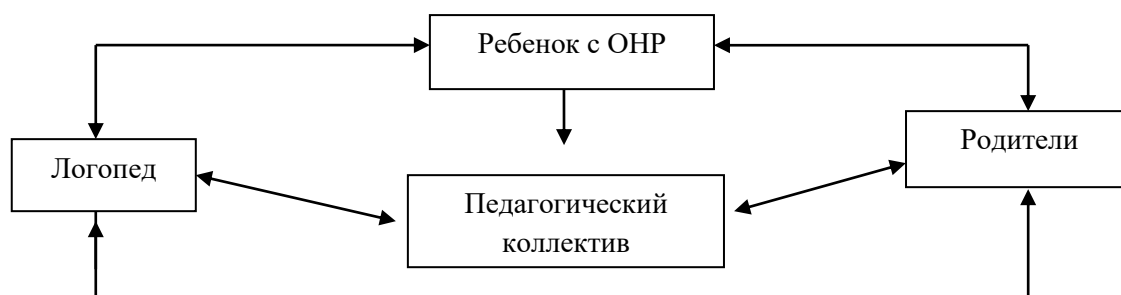 Ребенок с ОНР
Родители
Логопед
Педагогический
коллектив